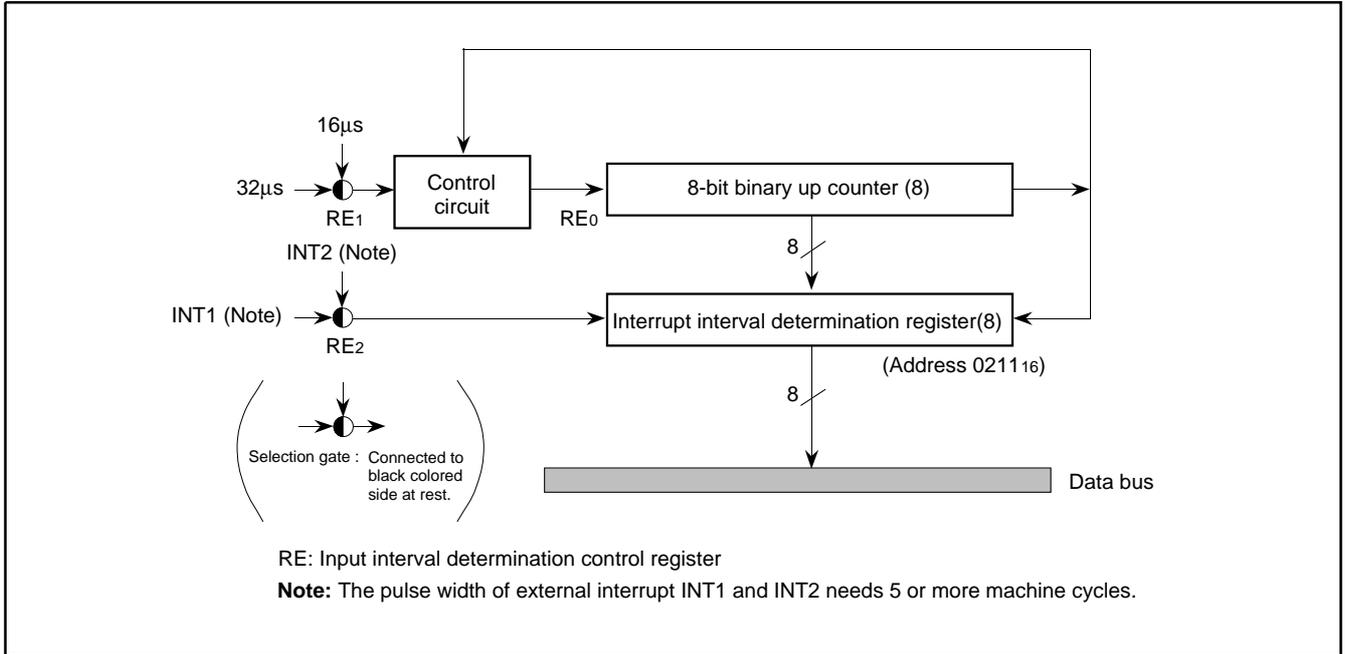 16μs
32μs
RE1
Control
circuit
RE0
8-bit binary up counter (8)
INT2 (Note)
8
INT1 (Note)
RE2
Interrupt interval determination register(8)
(Address 021116)
8
Selection gate : Connected to
black colored
side at rest.
Data bus
RE: Input interval determination control register
Note: The pulse width of external interrupt INT1 and INT2 needs 5 or more machine cycles.